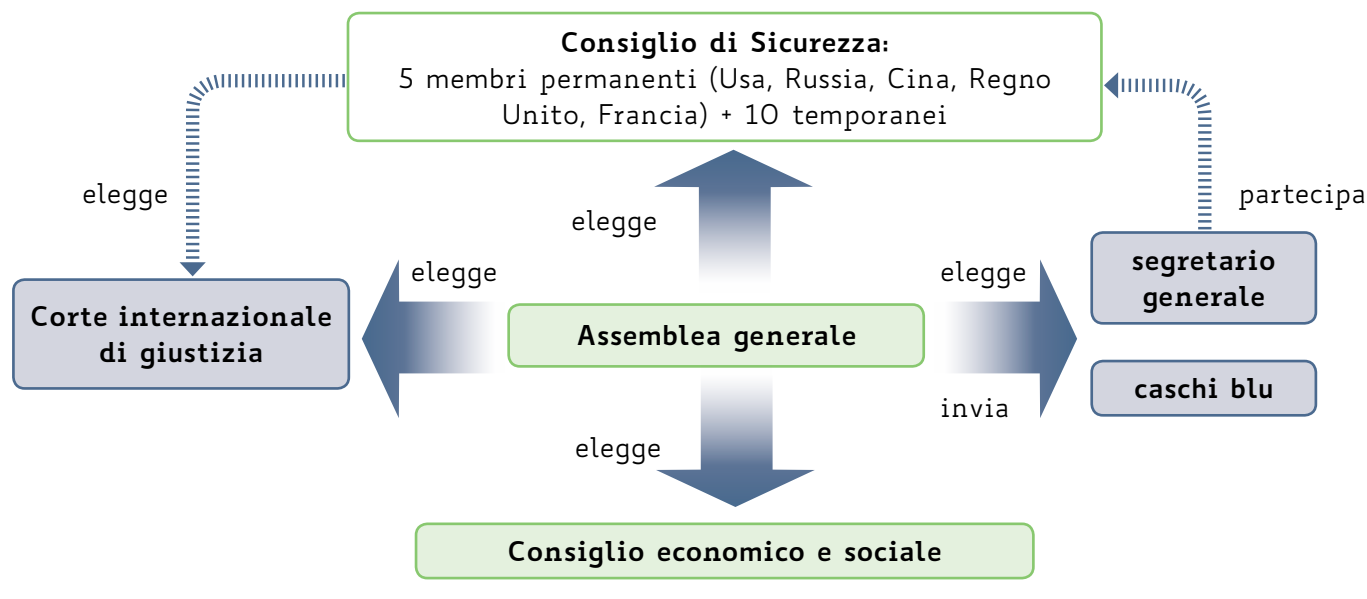 Consiglio di Sicurezza:
5 membri permanenti (Usa, Russia, Cina, Regno
Unito, Francia) + 10 temporanei
elegge
partecipa
elegge
elegge
elegge
segretario
generale
Corte internazionale
di giustizia
Assemblea generale
caschi blu
invia
elegge
Consiglio economico e sociale